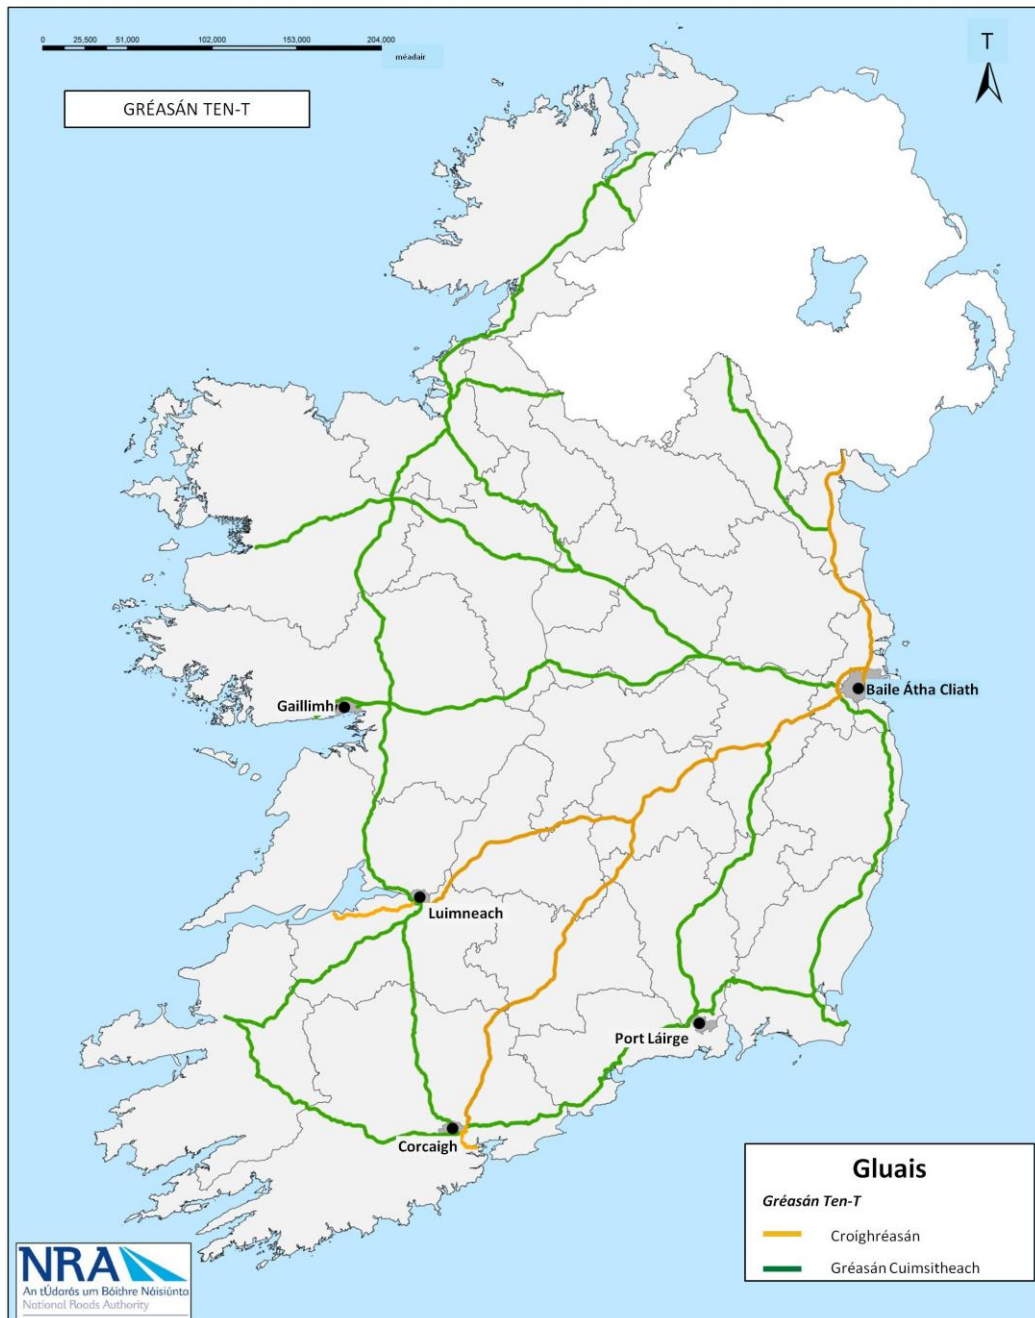 0 25,500 51,000 102,000 153,000 204,000
méadair
T
GRÉASÁN TEN-T
Gaillimh
Baile Átha Cliath
Luimneach
Port Láirge
Corcaigh
Gluais
Gréasán Ten-T
Croíghréasán
Gréasán Cuimsitheach
NRA
An tÚdarás um Bóithre Náisiúnta
National Roads Authority